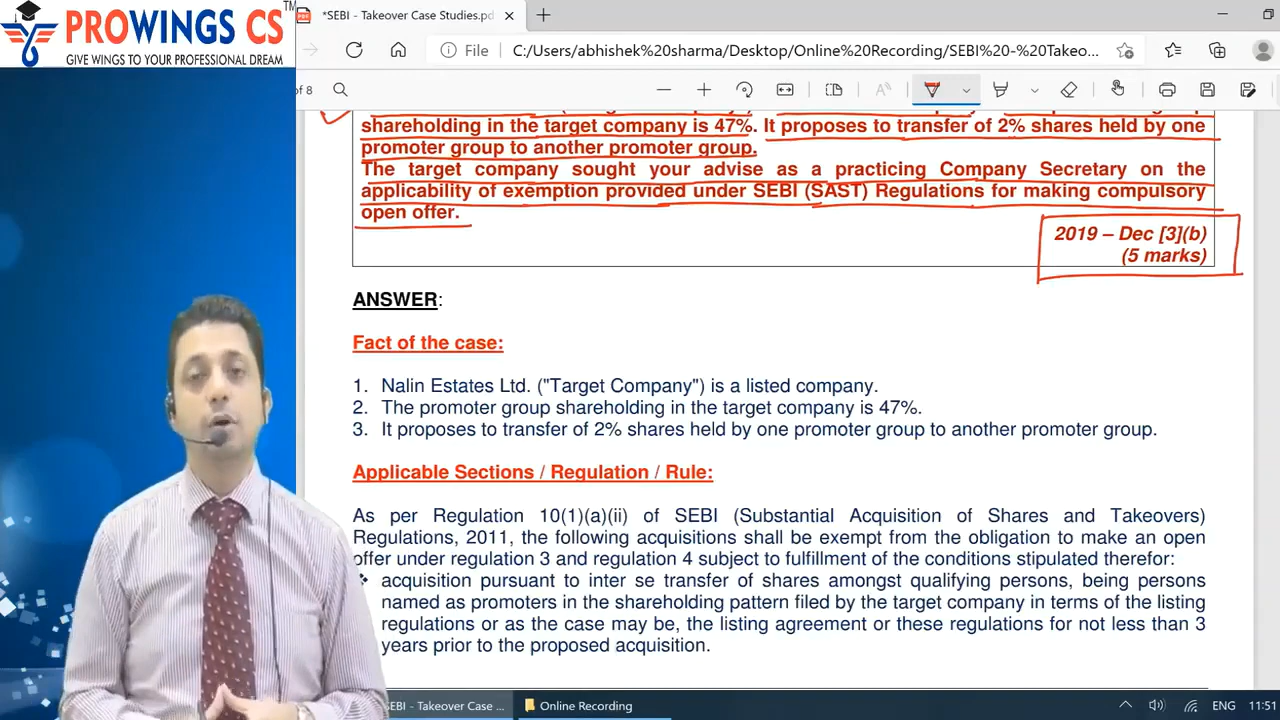 PROWINGS CS
TM
GIVE WINGS TO YOUR PROFESSIONAL DREAM
*SEBI - Takeover Case Studies.pd
File
C:/Users/abhishek%20sharma/Desktop/Online%20Recording/SEBI%20-%20Takeo...
of 8
shareholding in the target company is 47%. It proposes to transfer of 2% shares held by one
promoter group to another promoter group.
The target company sought your advise as a practicing Company Secretary on the
applicability of exemption provided under SEBI (SAST) Regulations for making compulsory
open offer.
2019 – Dec [3](b)
(5 marks)
ANSWER:
Fact of the case:
1. Nalin Estates Ltd. ("Target Company") is a listed company.
2. The promoter group shareholding in the target company is 47%.
3. It proposes to transfer of 2% shares held by one promoter group to another promoter group.
Applicable Sections / Regulation / Rule:
As per Regulation 10(1)(a)(ii) of SEBI (Substantial Acquisition of Shares and Takeovers)
Regulations, 2011, the following acquisitions shall be exempt from the obligation to make an open
offer under regulation 3 and regulation 4 subject to fulfillment of the conditions stipulated therefor:
acquisition pursuant to inter se transfer of shares amongst qualifying persons, being persons
named as promoters in the shareholding pattern filed by the target company in terms of the listing
regulations or as the case may be, the listing agreement or these regulations for not less than 3
years prior to the proposed acquisition.
EBI - Takeover Case ...
Online Recording
ENG
11:51